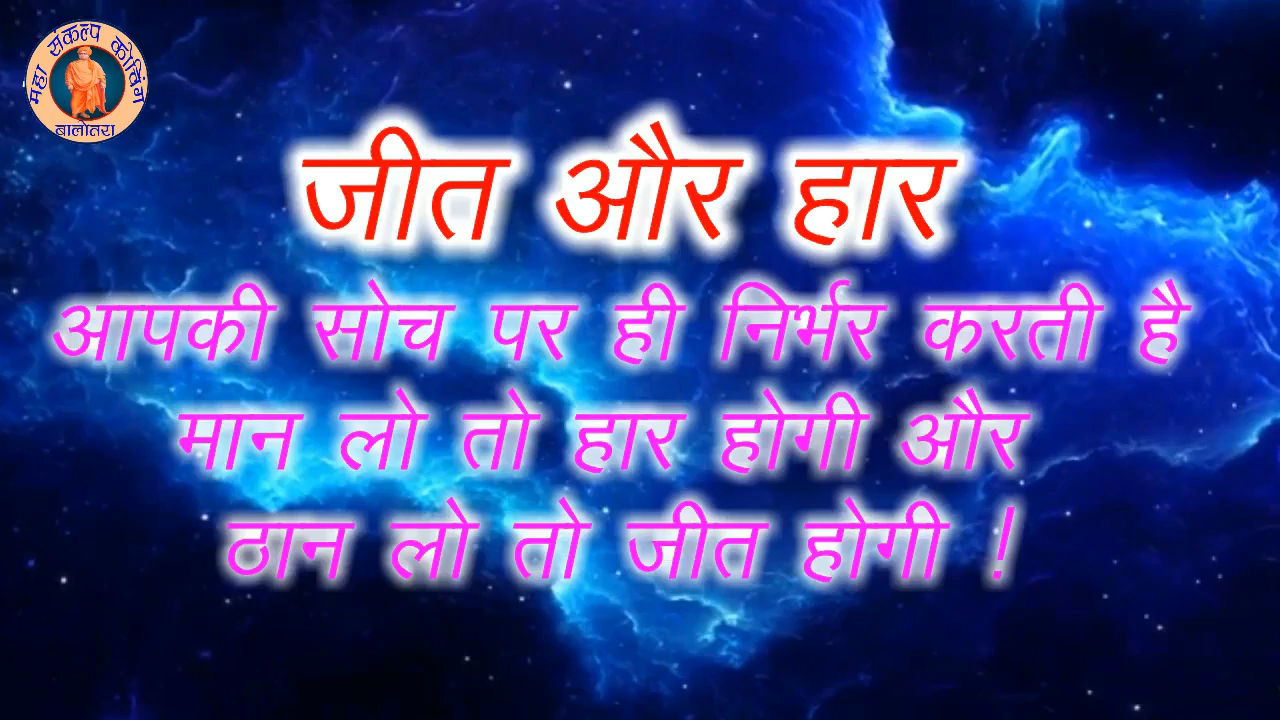 महा संकल्प कोचिंग
बालोतरा
जीत और हार
आपकी सोच पर ही निर्भर करती है
मान लो तो हार होगी और
ठान लो तो जीत होगी !